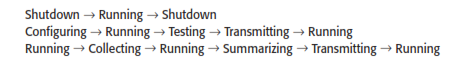 Shutdown → Running → Shutdown
Configuring → Running → Testing → Transmitting → Running
Running → Collecting → Running → Summarizing → Transmitting → Running